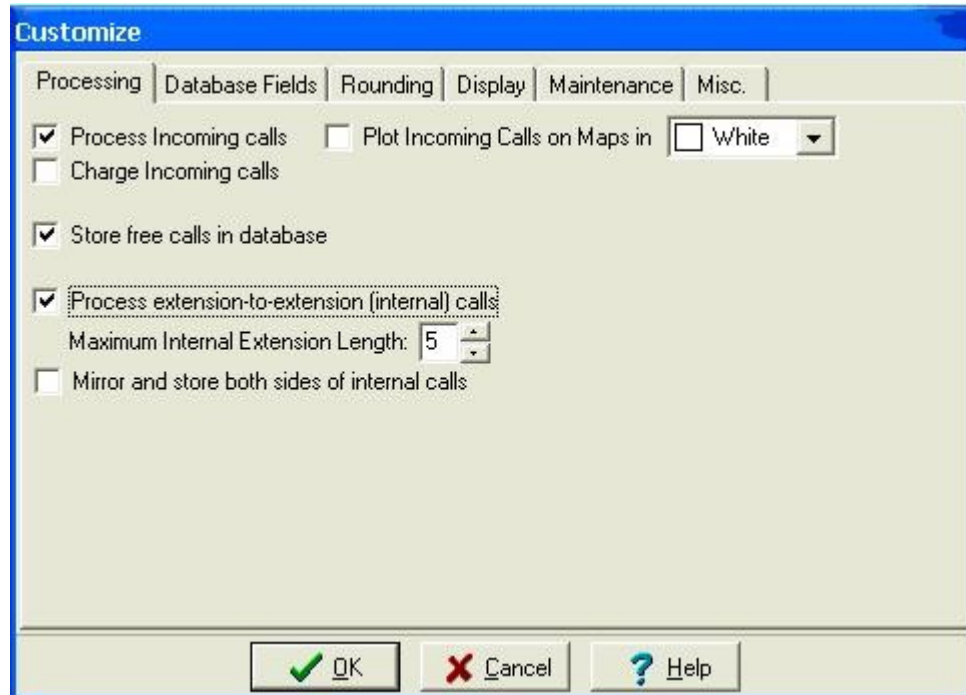 Customize
Processing Database Fields Rounding Display Maintenance Misc.
Process Incoming calls Plot Incoming Calls on Maps in White
Charge Incoming calls
Store free calls in database
Process extension-to-extension (internal) calls
Maximum Internal Extension Length: 5
Mirror and store both sides of internal calls
OK Cancel Help